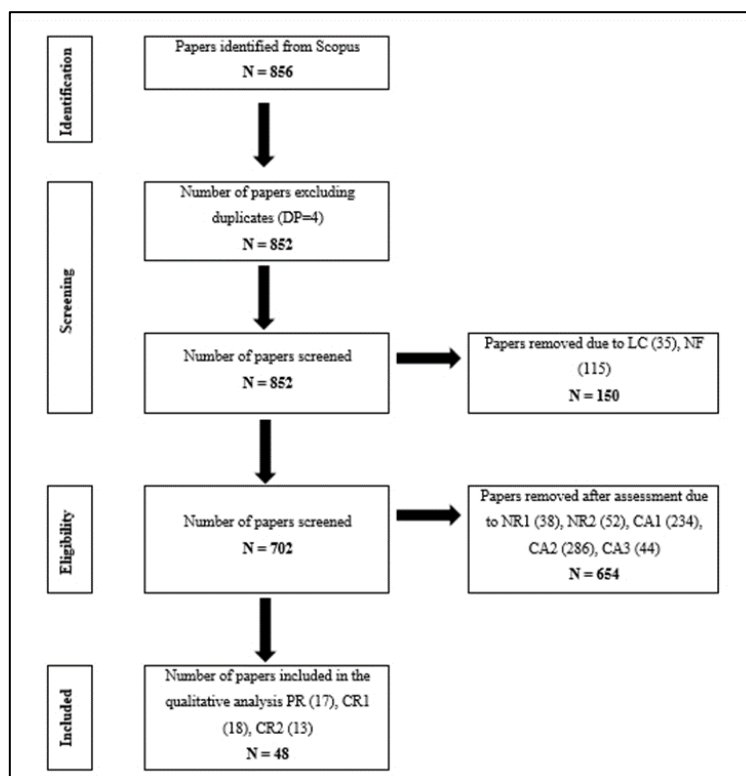 Identification
Papers identified from Scopus
N = 856
Screening
Number of papers excluding
duplicates (DP=4)
N = 852
Number of papers screened
N = 852
Papers removed due to LC (35), NF
(115)
N = 150
Eligibility
Number of papers screened
N = 702
Papers removed after assessment due
to NR1 (38), NR2 (52), CA1 (234),
CA2 (286), CA3 (44)
N = 654
Included
Number of papers included in the
qualitative analysis PR (17), CR1
(18), CR2 (13)
N = 48